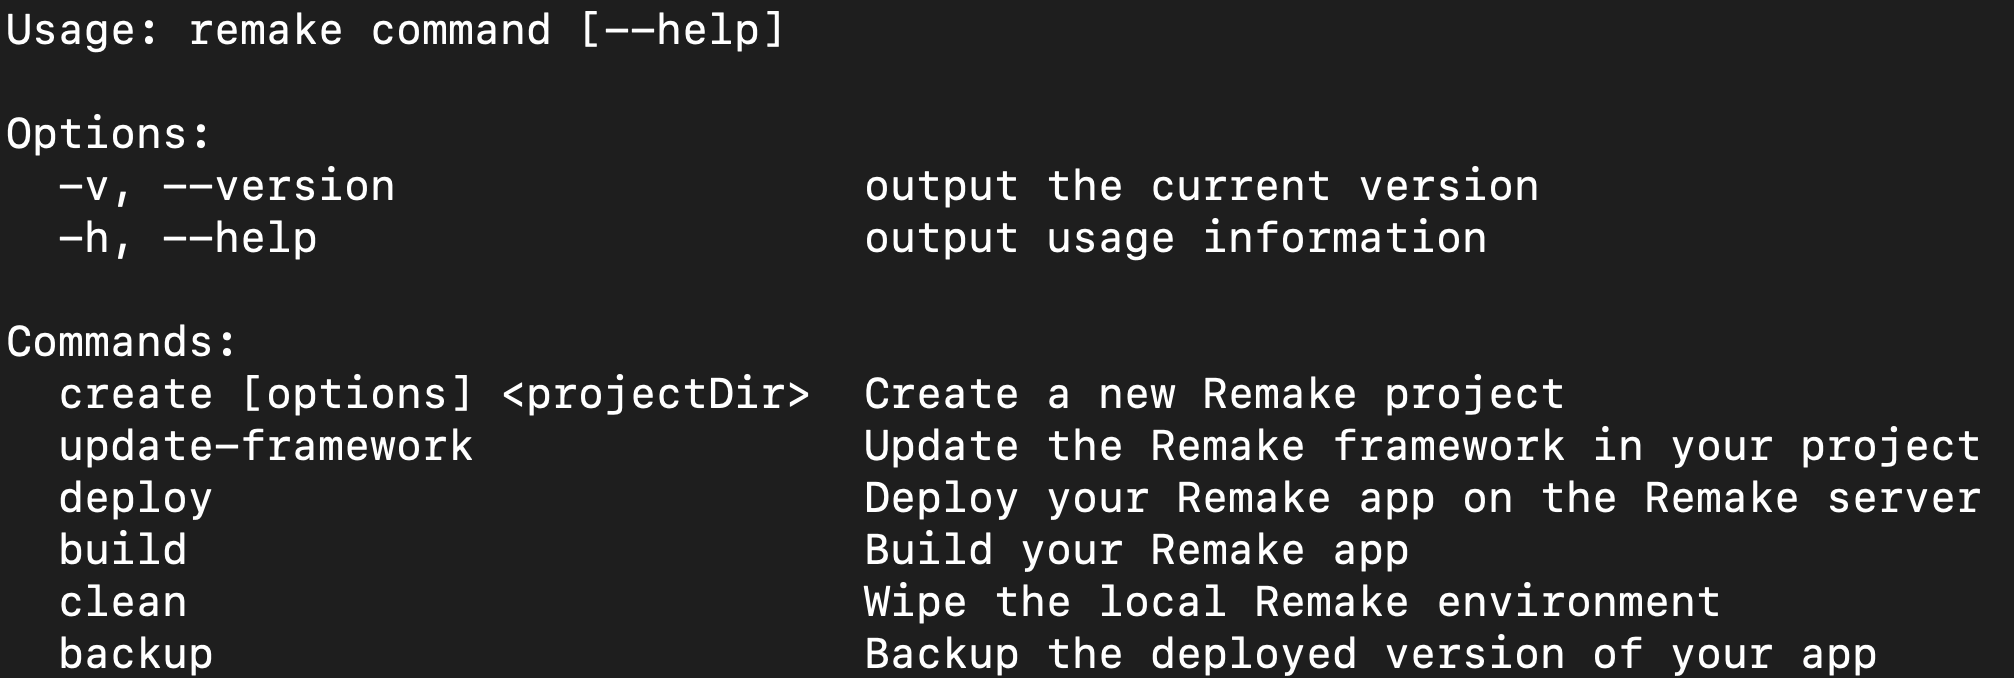 Usage: remake command [--help]
Options:
-v, --version output the current version
-h, --help output usage information
Commands:
create [options] <projectDir> Create a new Remake project
update-framework Update the Remake framework in your project
deploy Deploy your Remake app on the Remake server
build Build your Remake app
clean Wipe the local Remake environment
backup Backup the deployed version of your app